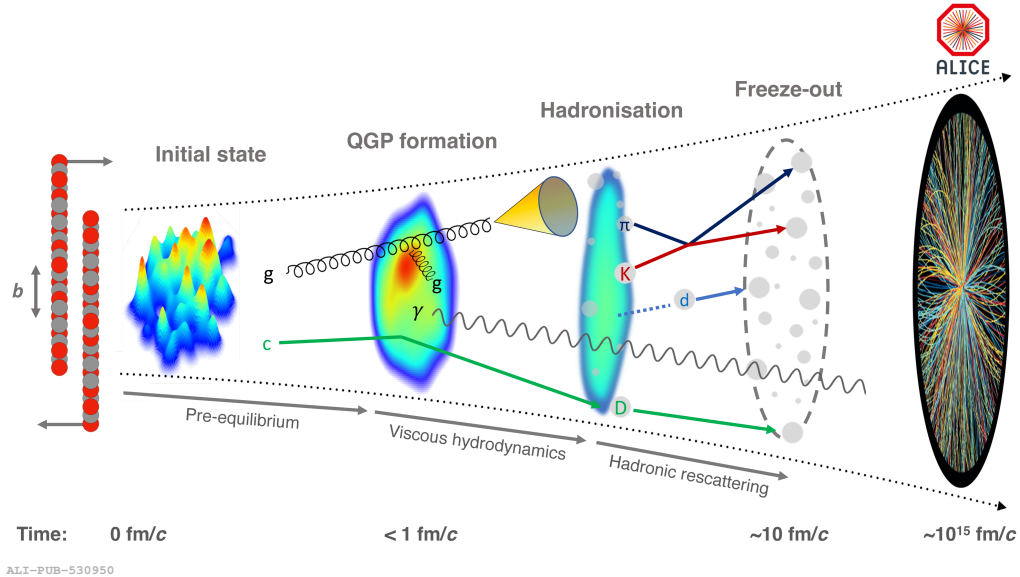 ALICE
Freeze-out
Hadronisation
QGP formation
Initial state
π
g
K
g
b
d
γ
c
D
Pre-equilibrium
Viscous hydrodynamics
Hadronic rescattering
Time: 0 fm/c < 1 fm/c ~10 fm/c ~10¹⁵ fm/c
ALI-PUB-530950